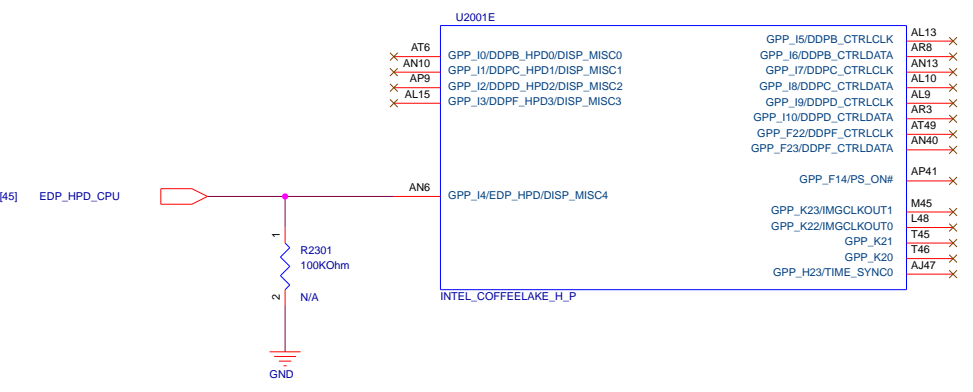 U2001E
AT6 GPP_I0/DDPB_HPD0/DISP_MISC0
AN10 GPP_I1/DDPC_HPD1/DISP_MISC1
AP9 GPP_I2/DDPD_HPD2/DISP_MISC2
AL15 GPP_I3/DDPF_HPD3/DISP_MISC3
GPP_I5/DDPB_CTRLCLK AL13
GPP_I6/DDPB_CTRLDATA AR8
GPP_I7/DDPC_CTRLCLK AN13
GPP_I8/DDPC_CTRLDATA AL10
GPP_I9/DDPD_CTRLCLK AL9
GPP_I10/DDPD_CTRLDATA AR3
GPP_F22/DDPF_CTRLCLK AT49
GPP_F23/DDPF_CTRLDATA AN40
GPP_F14/PS_ON# AP41
[45] EDP_HPD_CPU AN6 GPP_I4/EDP_HPD/DISP_MISC4
GPP_K23/IMGCLKOUT1 M45
GPP_K22/IMGCLKOUT0 L48
GPP_K21 T45
GPP_K20 T46
GPP_H23/TIME_SYNC0 AJ47
1
R2301
100KOhm
2 N/A
INTEL_COFFEELAKE_H_P
GND